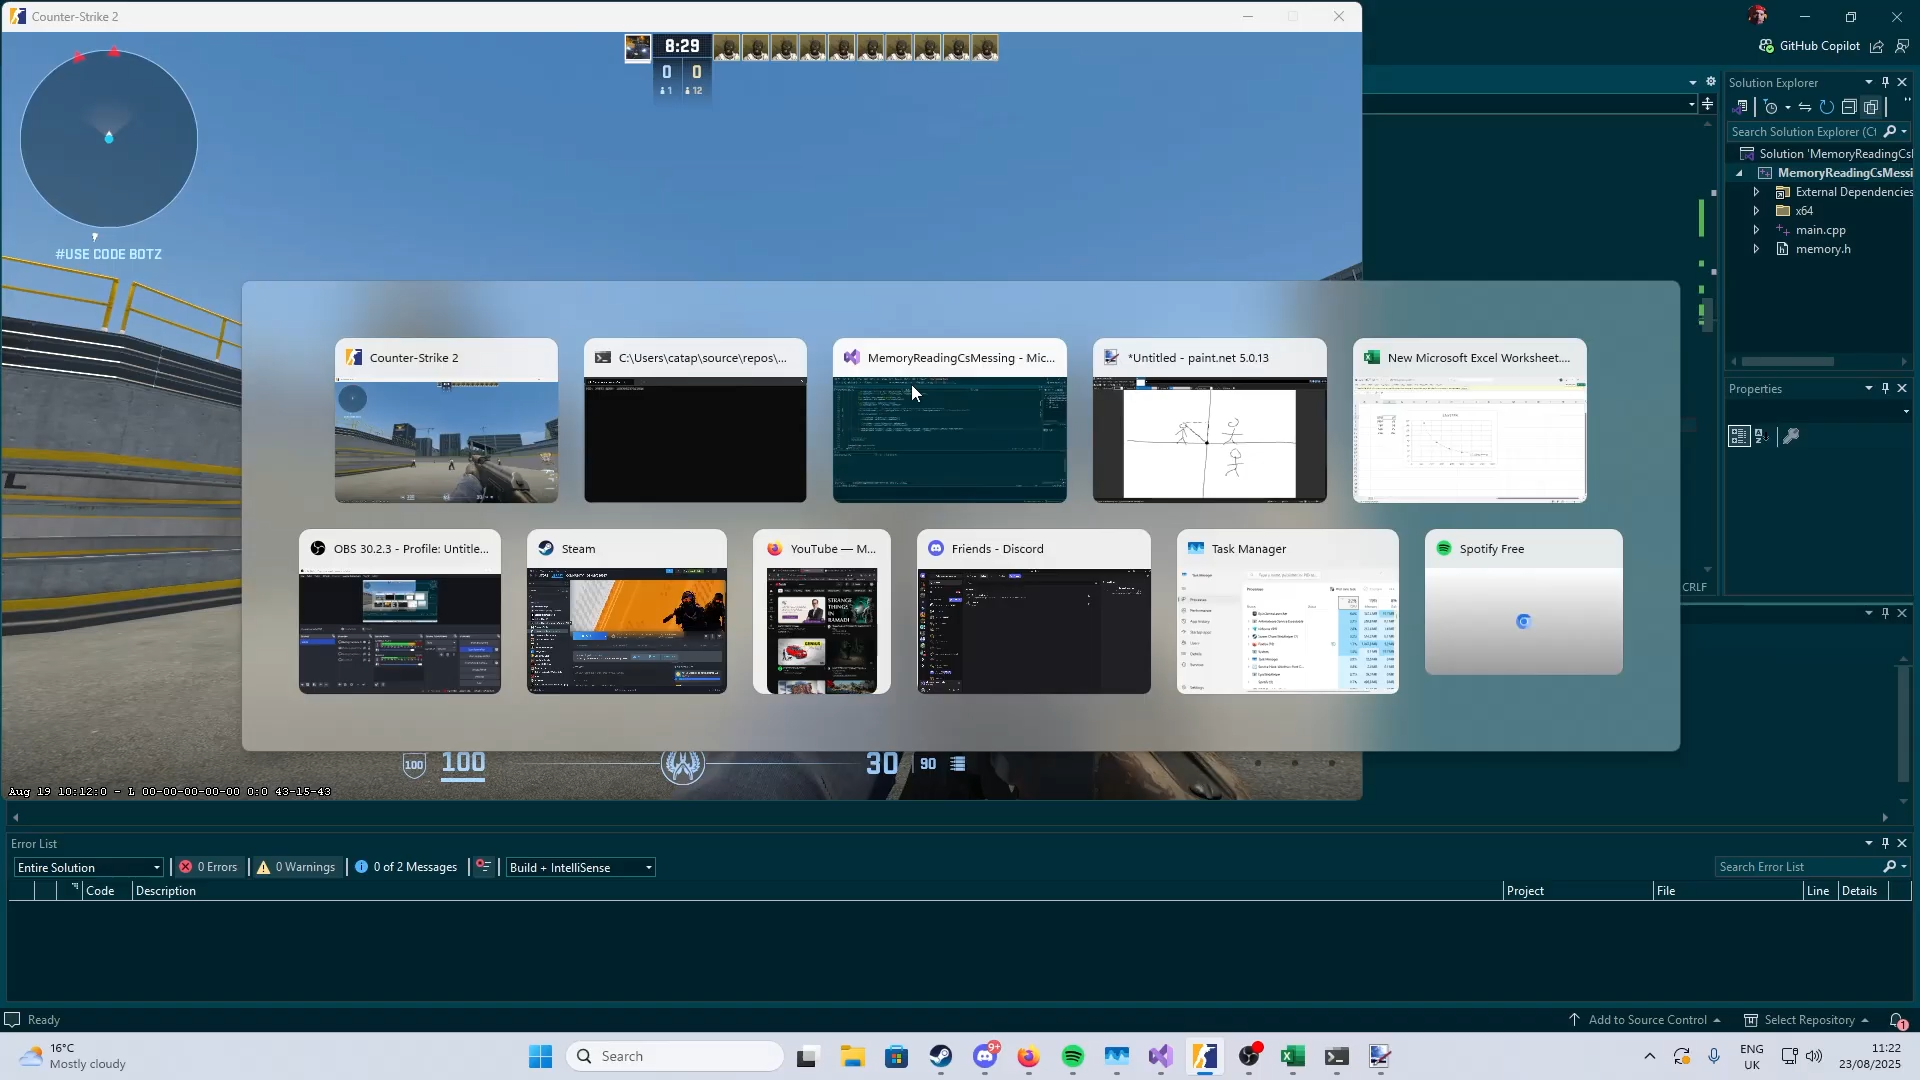 Counter-Strike 2
8:29
0 0
1 12
#USE CODE BOTZ
GitHub Copilot
Solution Explorer
Search Solution Explorer (Ct
Solution 'MemoryReadingCsI
MemoryReadingCsMessi
External Dependencies
x64
main.cpp
memory.h
Counter-Strike 2
C:\Users\catap\source\repos\...
MemoryReadingCsMessing - Mic...
*Untitled - paint.net 5.0.13
New Microsoft Excel Worksheet....
Properties
OBS 30.2.3 - Profile: Untitle...
Steam
YouTube — M...
Friends - Discord
Task Manager
Spotify Free
CRLF
100 100
30 90
Aug 19 10:12:0 - L 00-00-00-00-00 0:0 43-15-43
Error List
Entire Solution
0 Errors
0 Warnings
0 of 2 Messages
Build + IntelliSense
Search Error List
Code Description Project File Line Details
Ready
Add to Source Control
Select Repository
1
16°C
Mostly cloudy
Search
9+
ENG
UK
11:22
23/08/2025